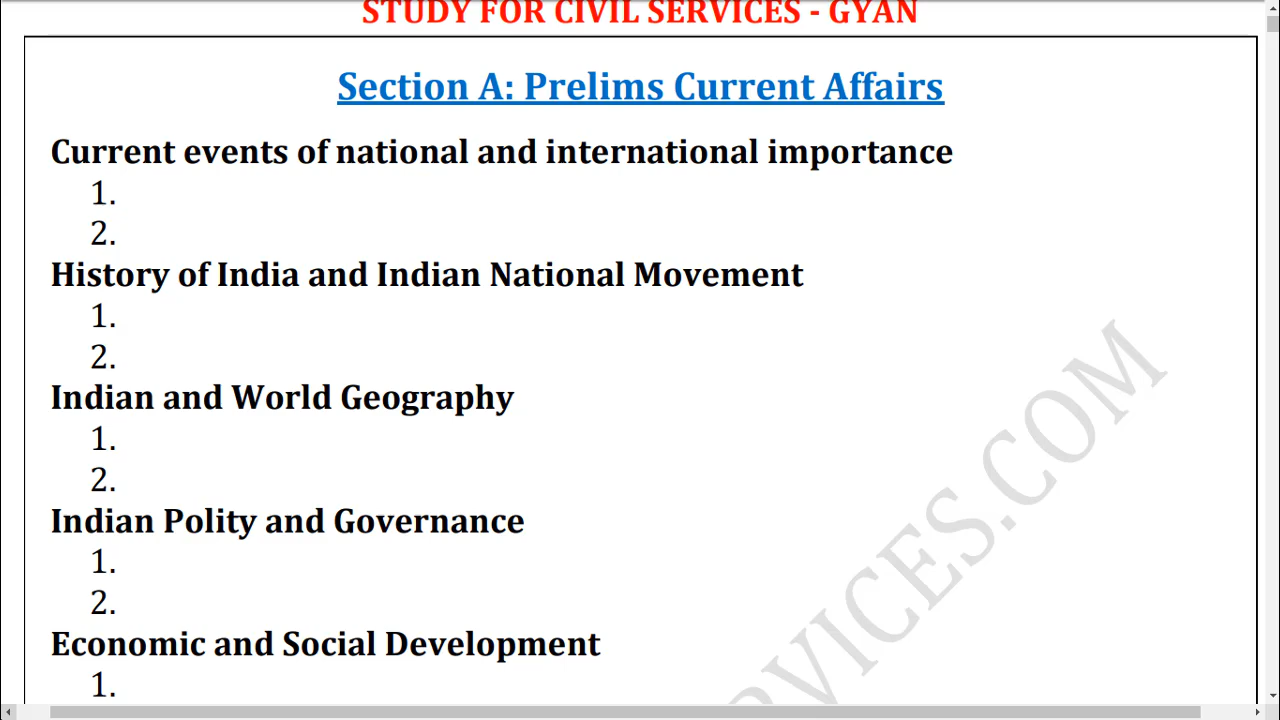 STUDY FOR CIVIL SERVICES - GYAN
Section A: Prelims Current Affairs
Current events of national and international importance
1.
2.
History of India and Indian National Movement
1.
2.
Indian and World Geography
1.
2.
Indian Polity and Governance
1.
2.
Economic and Social Development
1.
VICES.COM